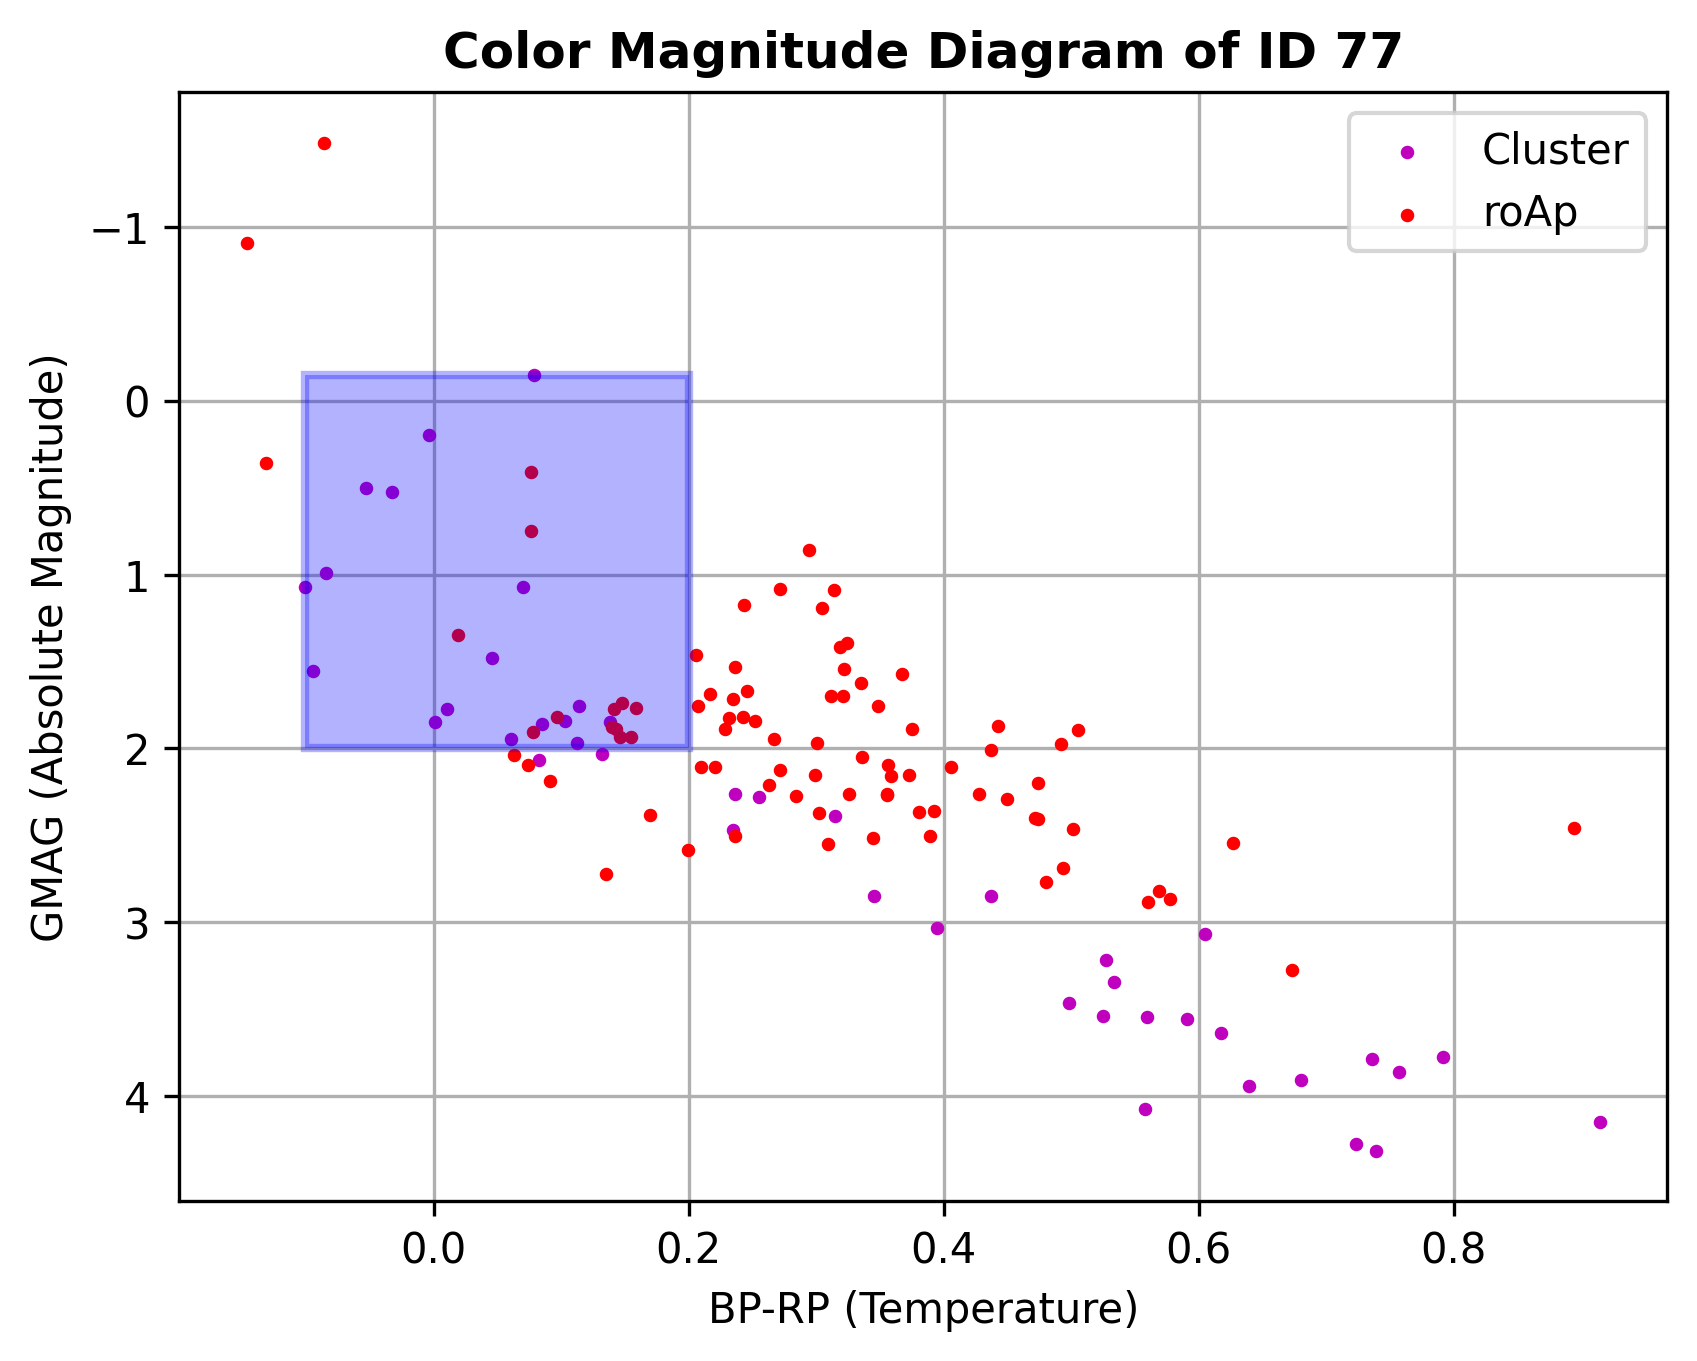 Color Magnitude Diagram of ID 77
Cluster
roAp
−1
0
1
2
3
4
GMAG (Absolute Magnitude)
0.0 0.2 0.4 0.6 0.8
BP-RP (Temperature)